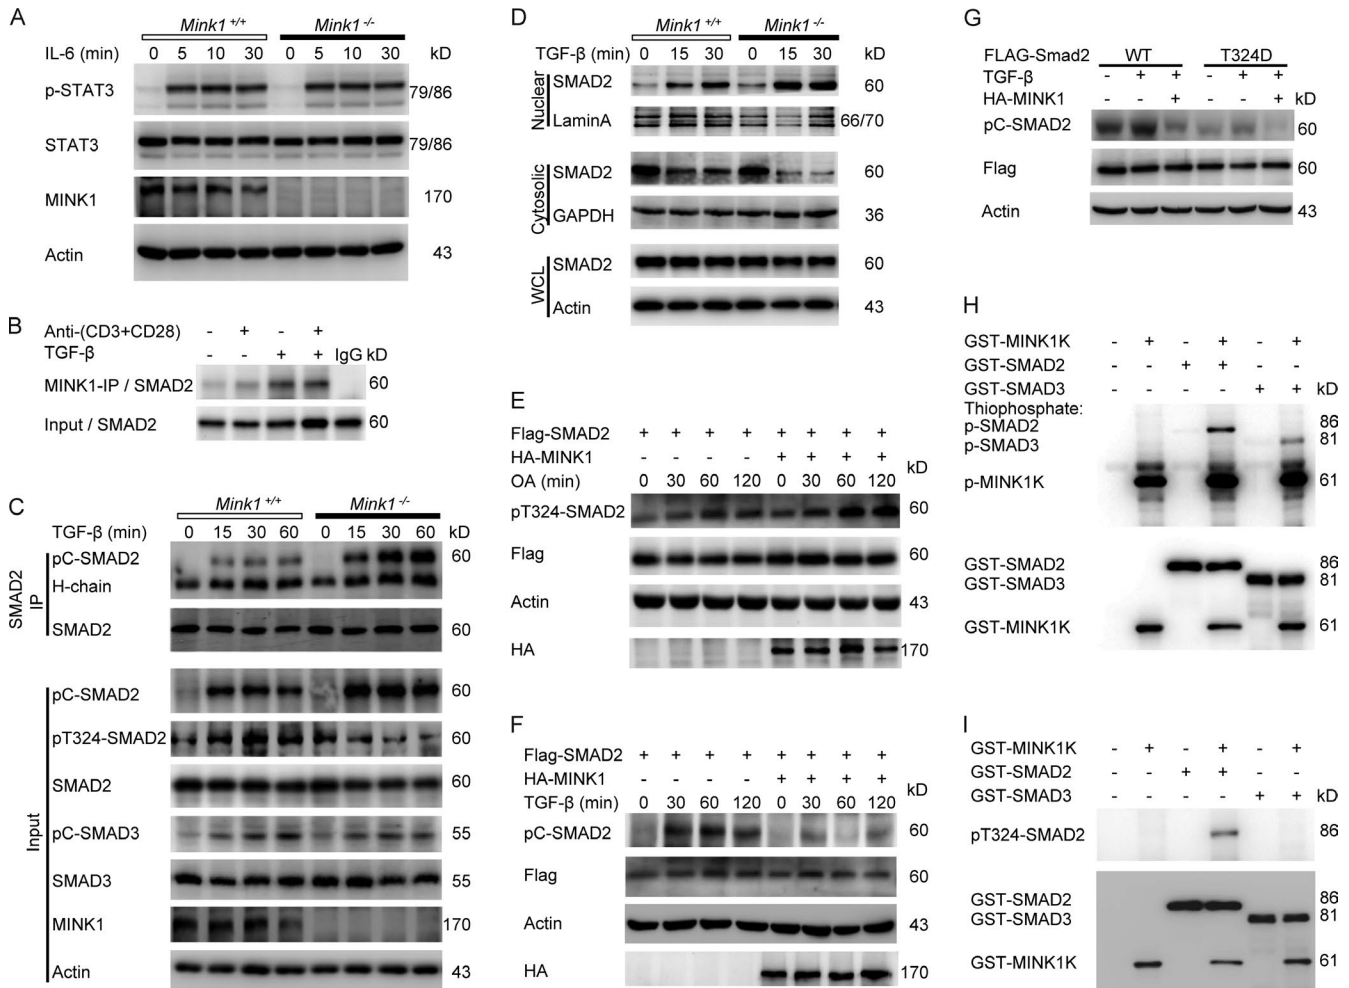 A
Mink1 +/+ Mink1 -/-
IL-6 (min) 0 5 10 30 0 5 10 30 kD
p-STAT3 79/86
STAT3 79/86
MINK1 170
Actin 43
B
Anti-(CD3+CD28) - + - +
TGF-β - - + + IgG kD
MINK1-IP / SMAD2 60
Input / SMAD2 60
C
Mink1 +/+ Mink1 -/-
TGF-β (min) 0 15 30 60 0 15 30 60 kD
SMAD2 IP
pC-SMAD2 60
H-chain
SMAD2 60
Input
pC-SMAD2 60
pT324-SMAD2 60
SMAD2 60
pC-SMAD3 55
SMAD3 55
MINK1 170
Actin 43
D
Mink1 +/+ Mink1 -/-
TGF-β (min) 0 15 30 0 15 30 kD
Nuclear
SMAD2 60
LaminA 66/70
Cytosolic
SMAD2 60
GAPDH 36
WCL
SMAD2 60
Actin 43
E
Flag-SMAD2 + + + + + + + +
HA-MINK1 - - - - + + + +
OA (min) 0 30 60 120 0 30 60 120 kD
pT324-SMAD2 60
Flag 60
Actin 43
HA 170
F
Flag-SMAD2 + + + + + + + +
HA-MINK1 - - - - + + + +
TGF-β (min) 0 30 60 120 0 30 60 120 kD
pC-SMAD2 60
Flag 60
Actin 43
HA 170
G
FLAG-Smad2 WT T324D
TGF-β - + + - + +
HA-MINK1 - - + - - + kD
pC-SMAD2 60
Flag 60
Actin 43
H
GST-MINK1K - + - + - +
GST-SMAD2 - - + + - -
GST-SMAD3 - - - - + + kD
Thiophosphate:
p-SMAD2 86
p-SMAD3 81
p-MINK1K 61
GST-SMAD2 86
GST-SMAD3 81
GST-MINK1K 61
I
GST-MINK1K - + - + - +
GST-SMAD2 - - + + - -
GST-SMAD3 - - - - + + kD
pT324-SMAD2 86
GST-SMAD2 86
GST-SMAD3 81
GST-MINK1K 61